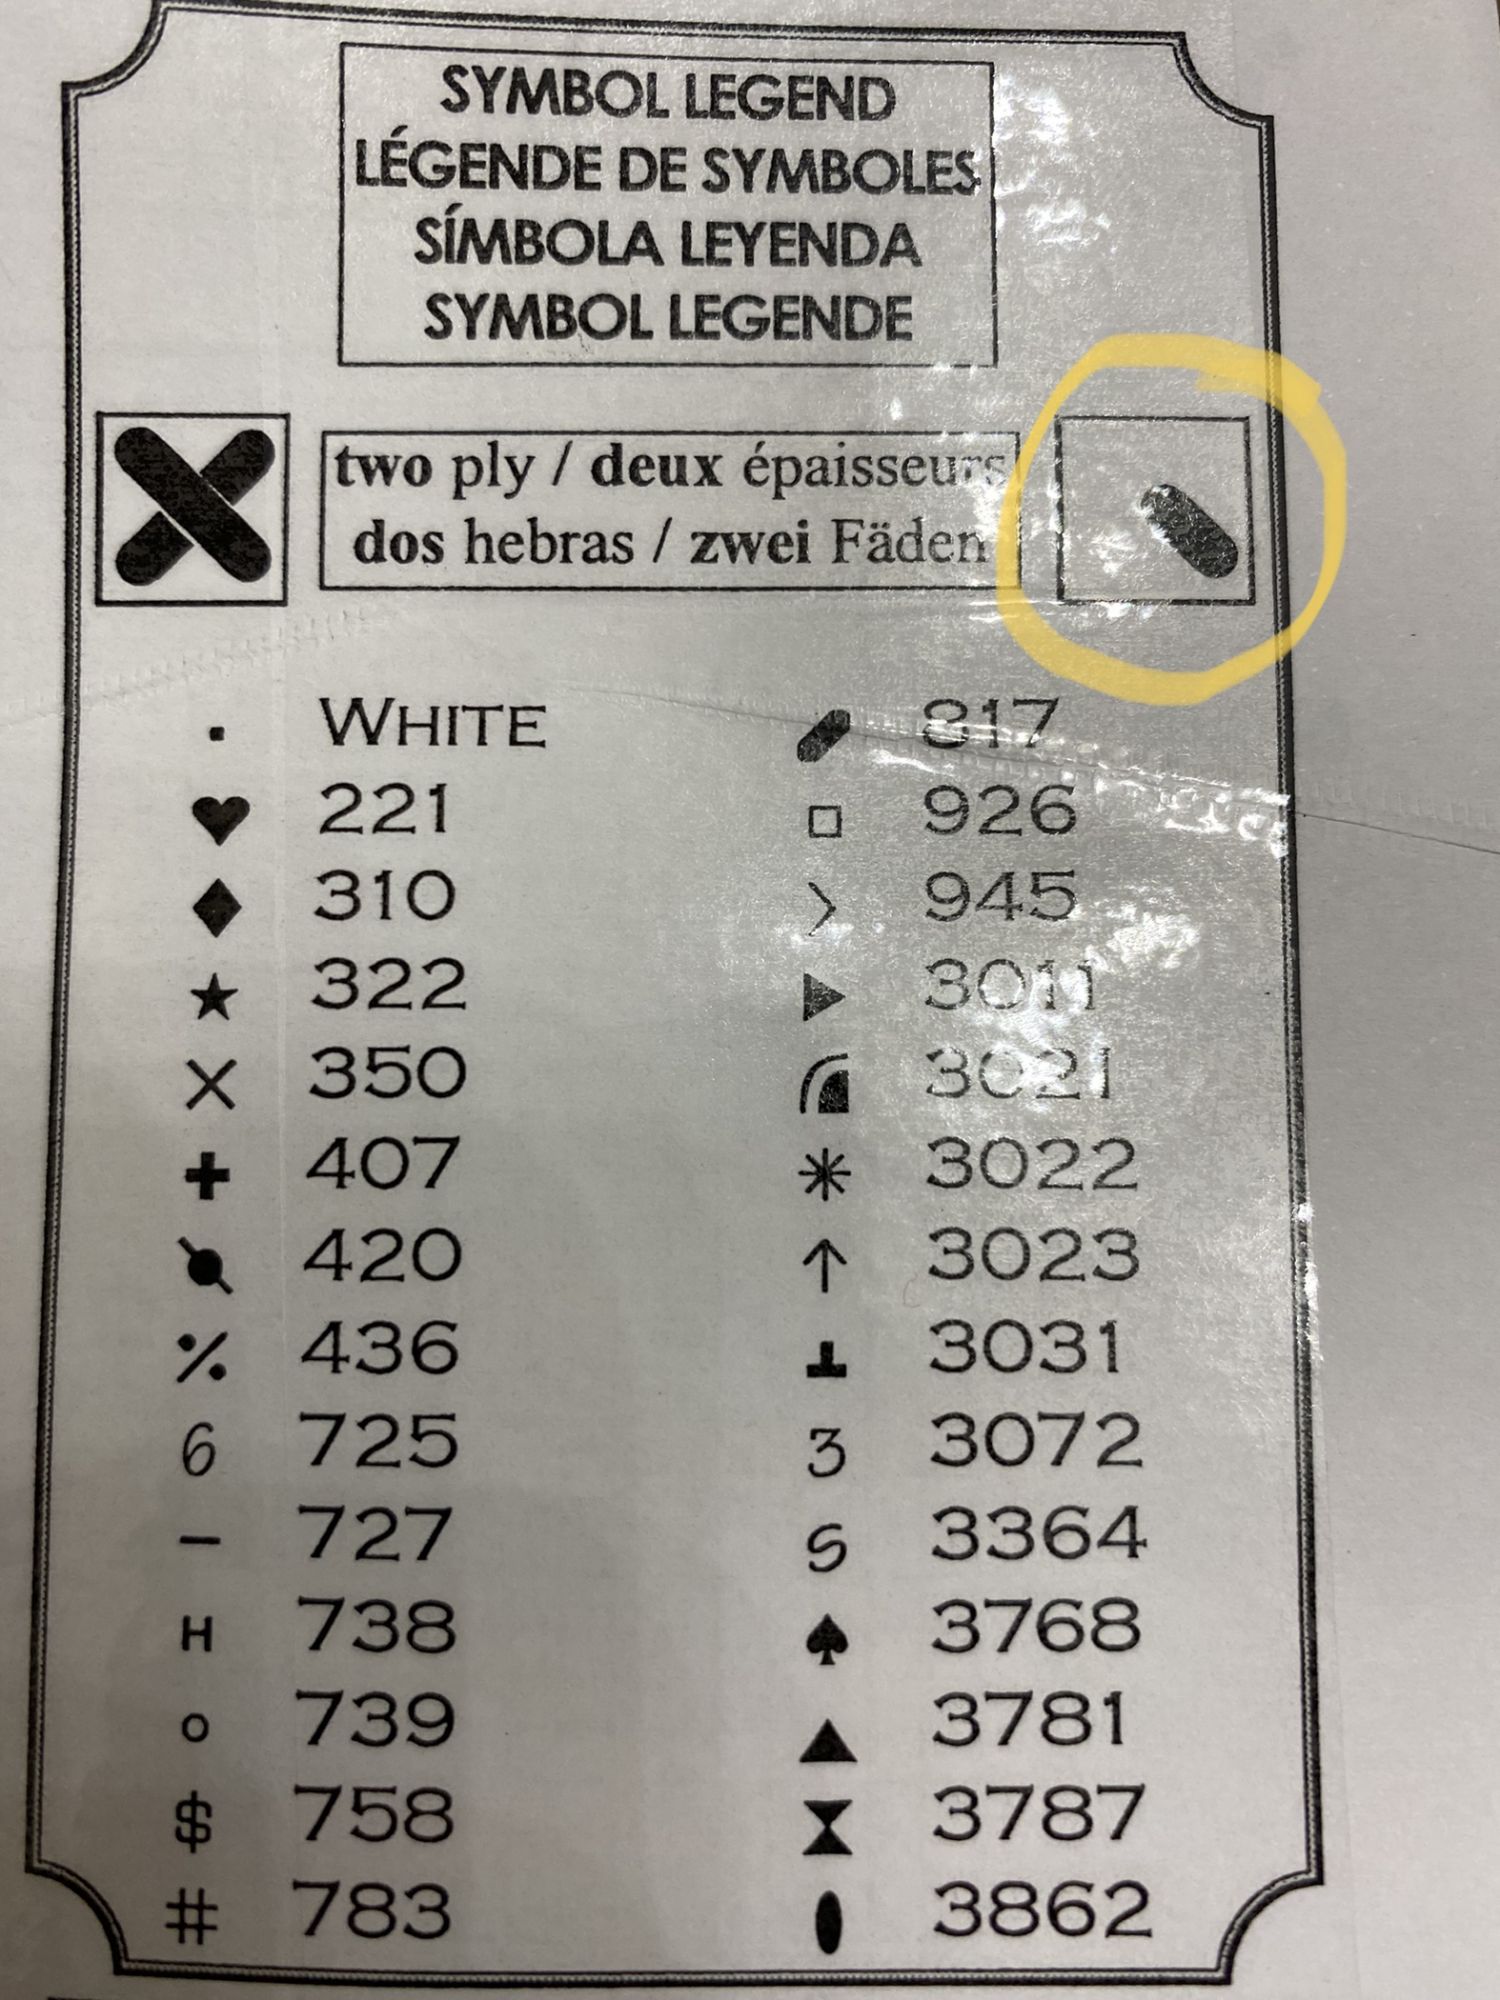 SYMBOL LEGEND
LÉGENDE DE SYMBOLES
SÍMBOLA LEYENDA
SYMBOL LEGENDE
two ply / deux épaisseurs
dos hebras / zwei Fäden
WHITE 817
221 926
310 945
322 3011
350 3021
407 3022
420 3023
% 436 3031
6 725 3 3072
– 727 S 3364
H 738 3768
o 739 3781
$ 758 3787
# 783 3862